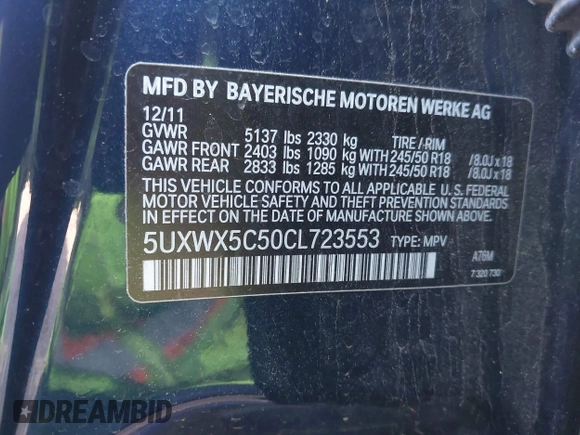 MFD BY BAYERISCHE MOTOREN WERKE AG
12/11
GVWR 5137 lbs 2330 kg TIRE / RIM
GAWR FRONT 2403 lbs 1090 kg WITH 245/50 R18 /8.0J x 18
GAWR REAR 2833 lbs 1285 kg WITH 245/50 R18 /8.0J x 18
THIS VEHICLE CONFORMS TO ALL APPLICABLE U. S. FEDERAL
MOTOR VEHICLE SAFETY AND THEFT PREVENTION
STANDARDS IN EFFECT ON THE DATE OF MANUFACTURE SHOWN ABOVE.
5UXWX5C50CL723553 TYPE: MPV
A76M
7 320 730
DREAMBID